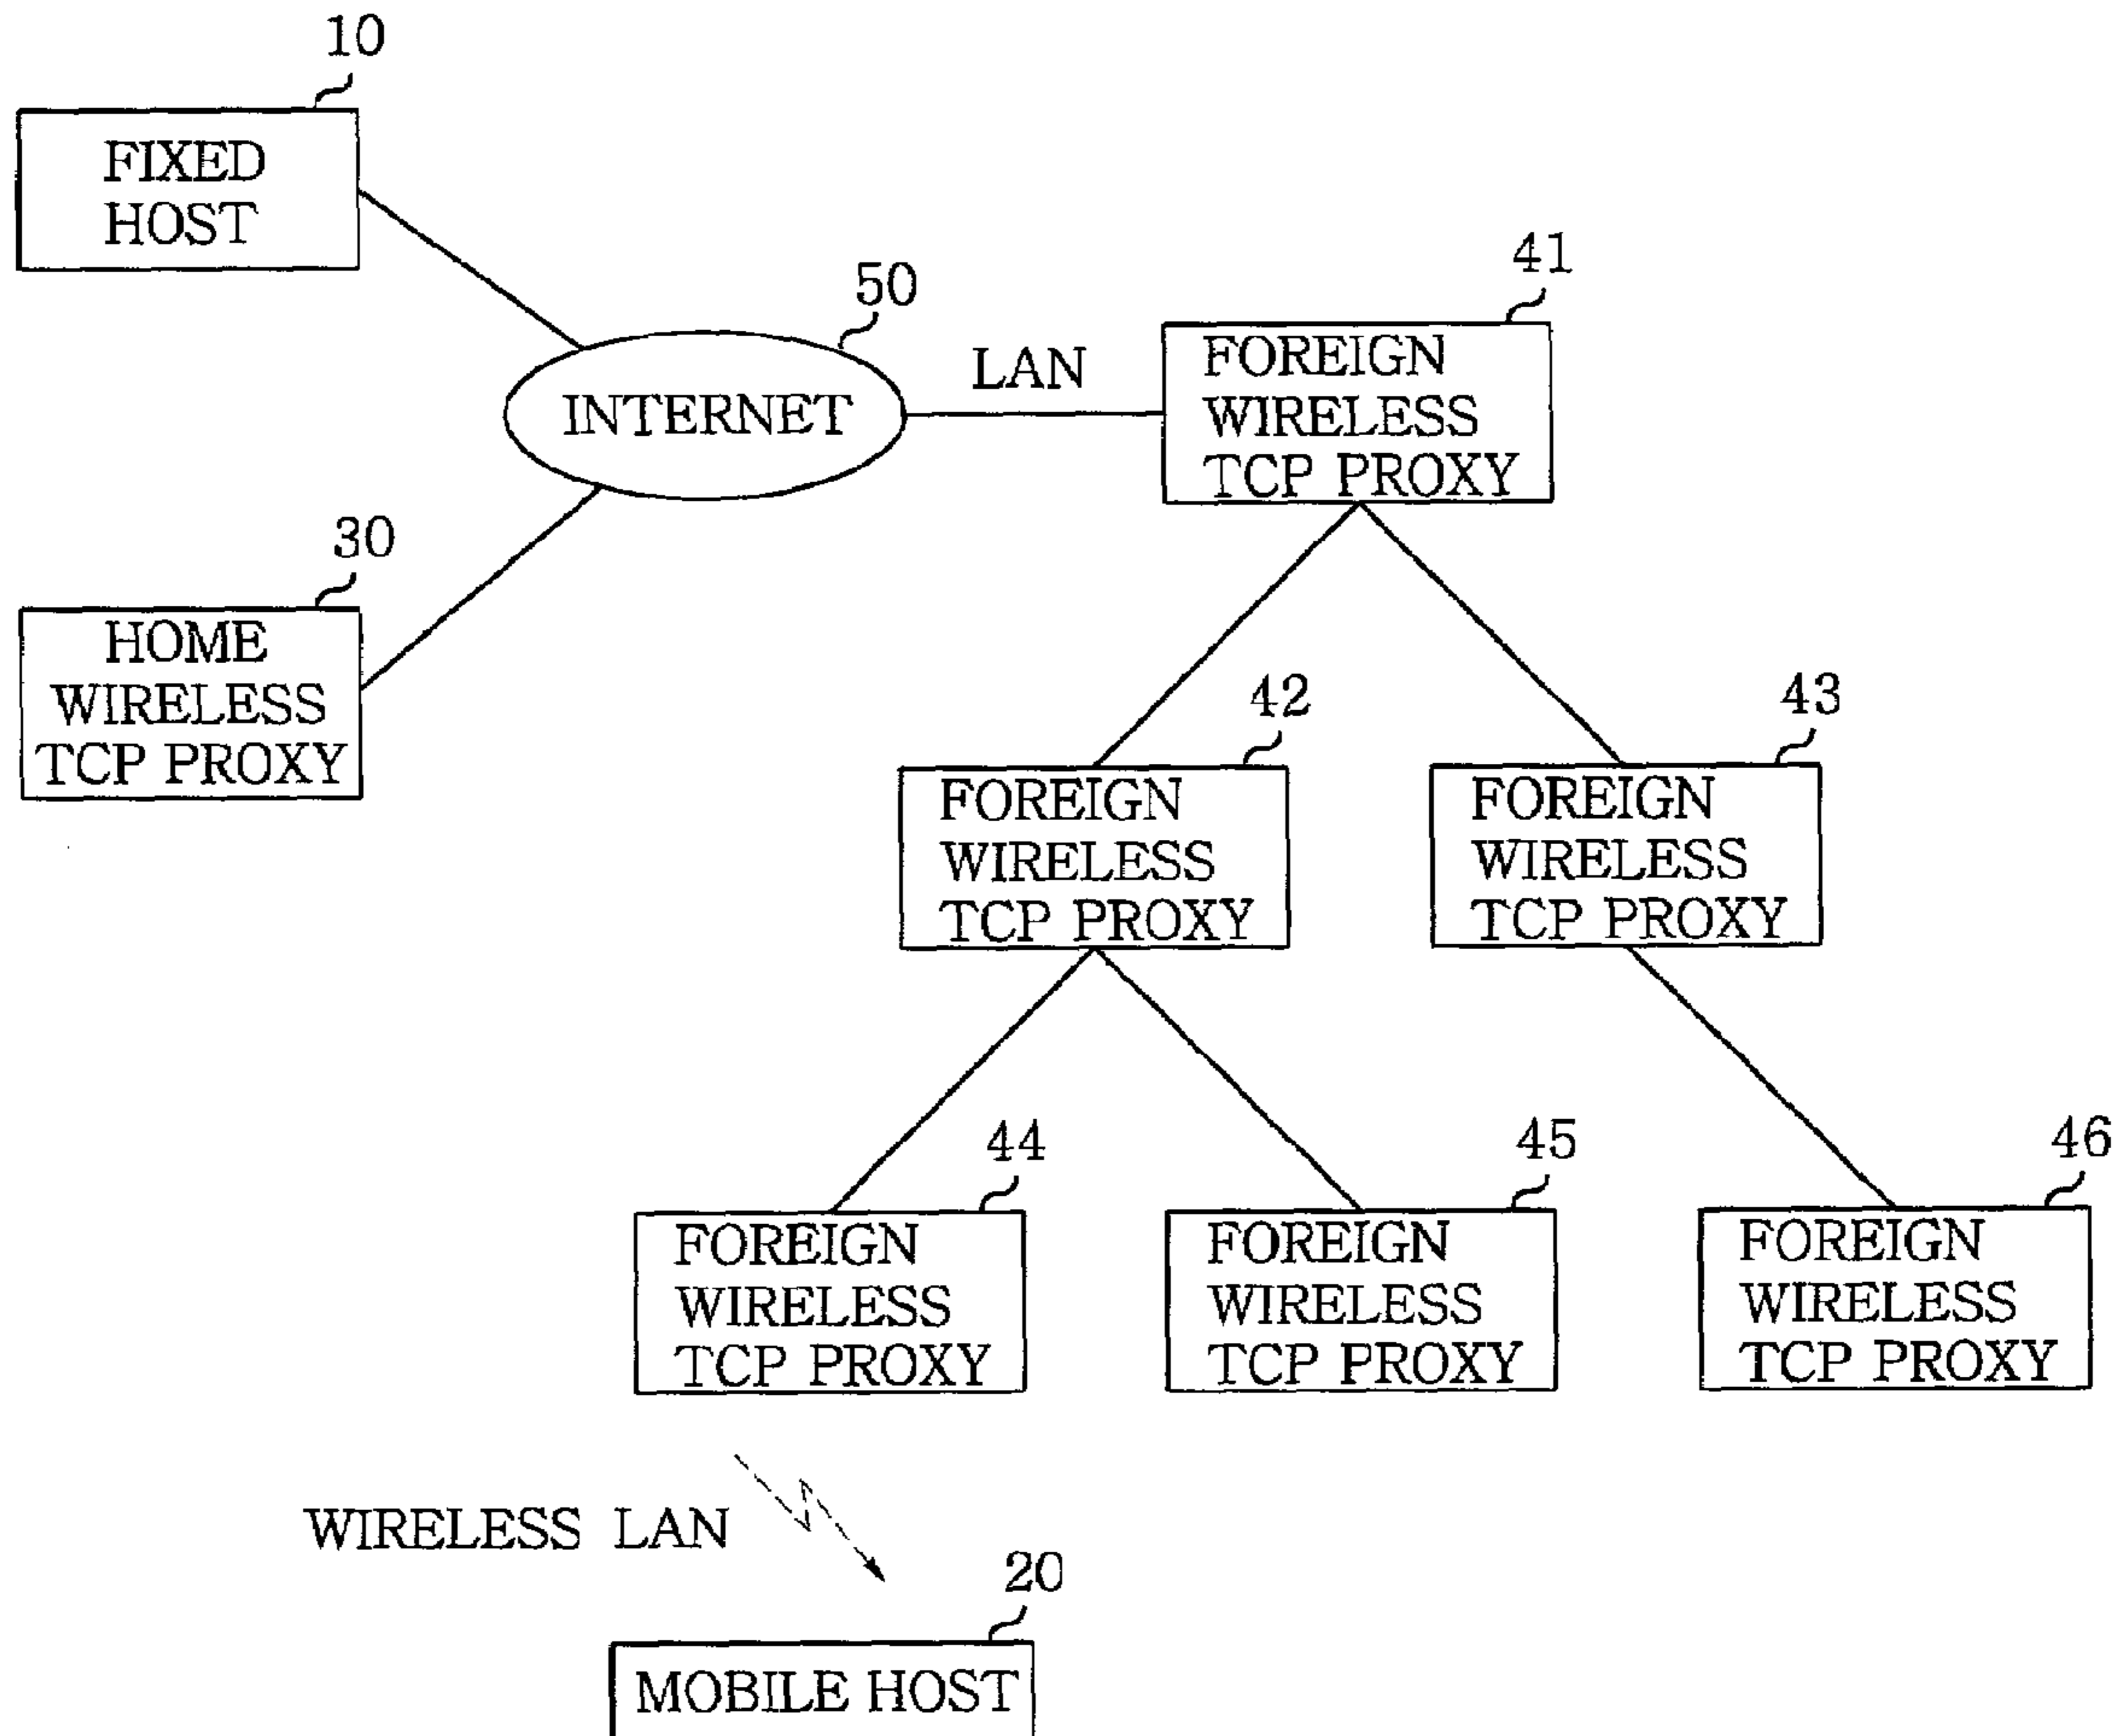 10
FIXED
HOST
50
INTERNET
LAN
41
FOREIGN
WIRELESS
TCP PROXY
30
HOME
WIRELESS
TCP PROXY
42
FOREIGN
WIRELESS
TCP PROXY
43
FOREIGN
WIRELESS
TCP PROXY
44
FOREIGN
WIRELESS
TCP PROXY
45
FOREIGN
WIRELESS
TCP PROXY
46
FOREIGN
WIRELESS
TCP PROXY
WIRELESS LAN
20
MOBILE HOST